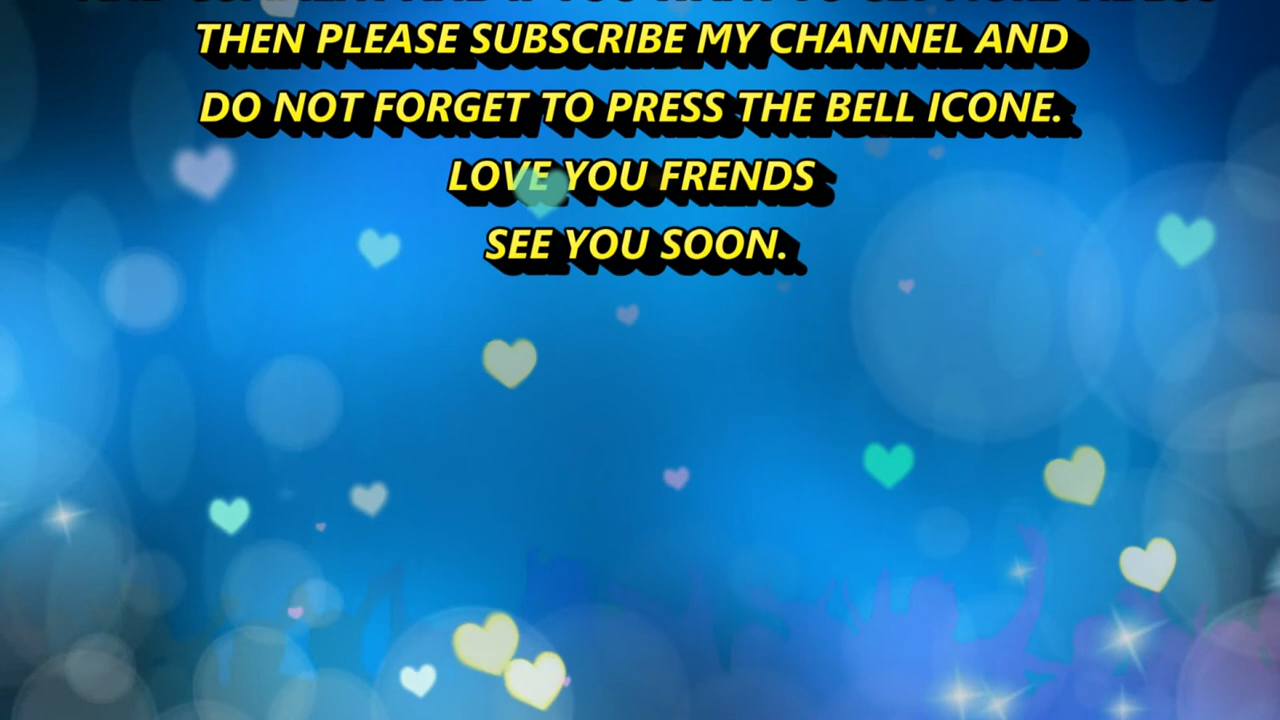 THEN PLEASE SUBSCRIBE MY CHANNEL AND
DO NOT FORGET TO PRESS THE BELL ICONE.
LOVE YOU FRENDS
SEE YOU SOON.